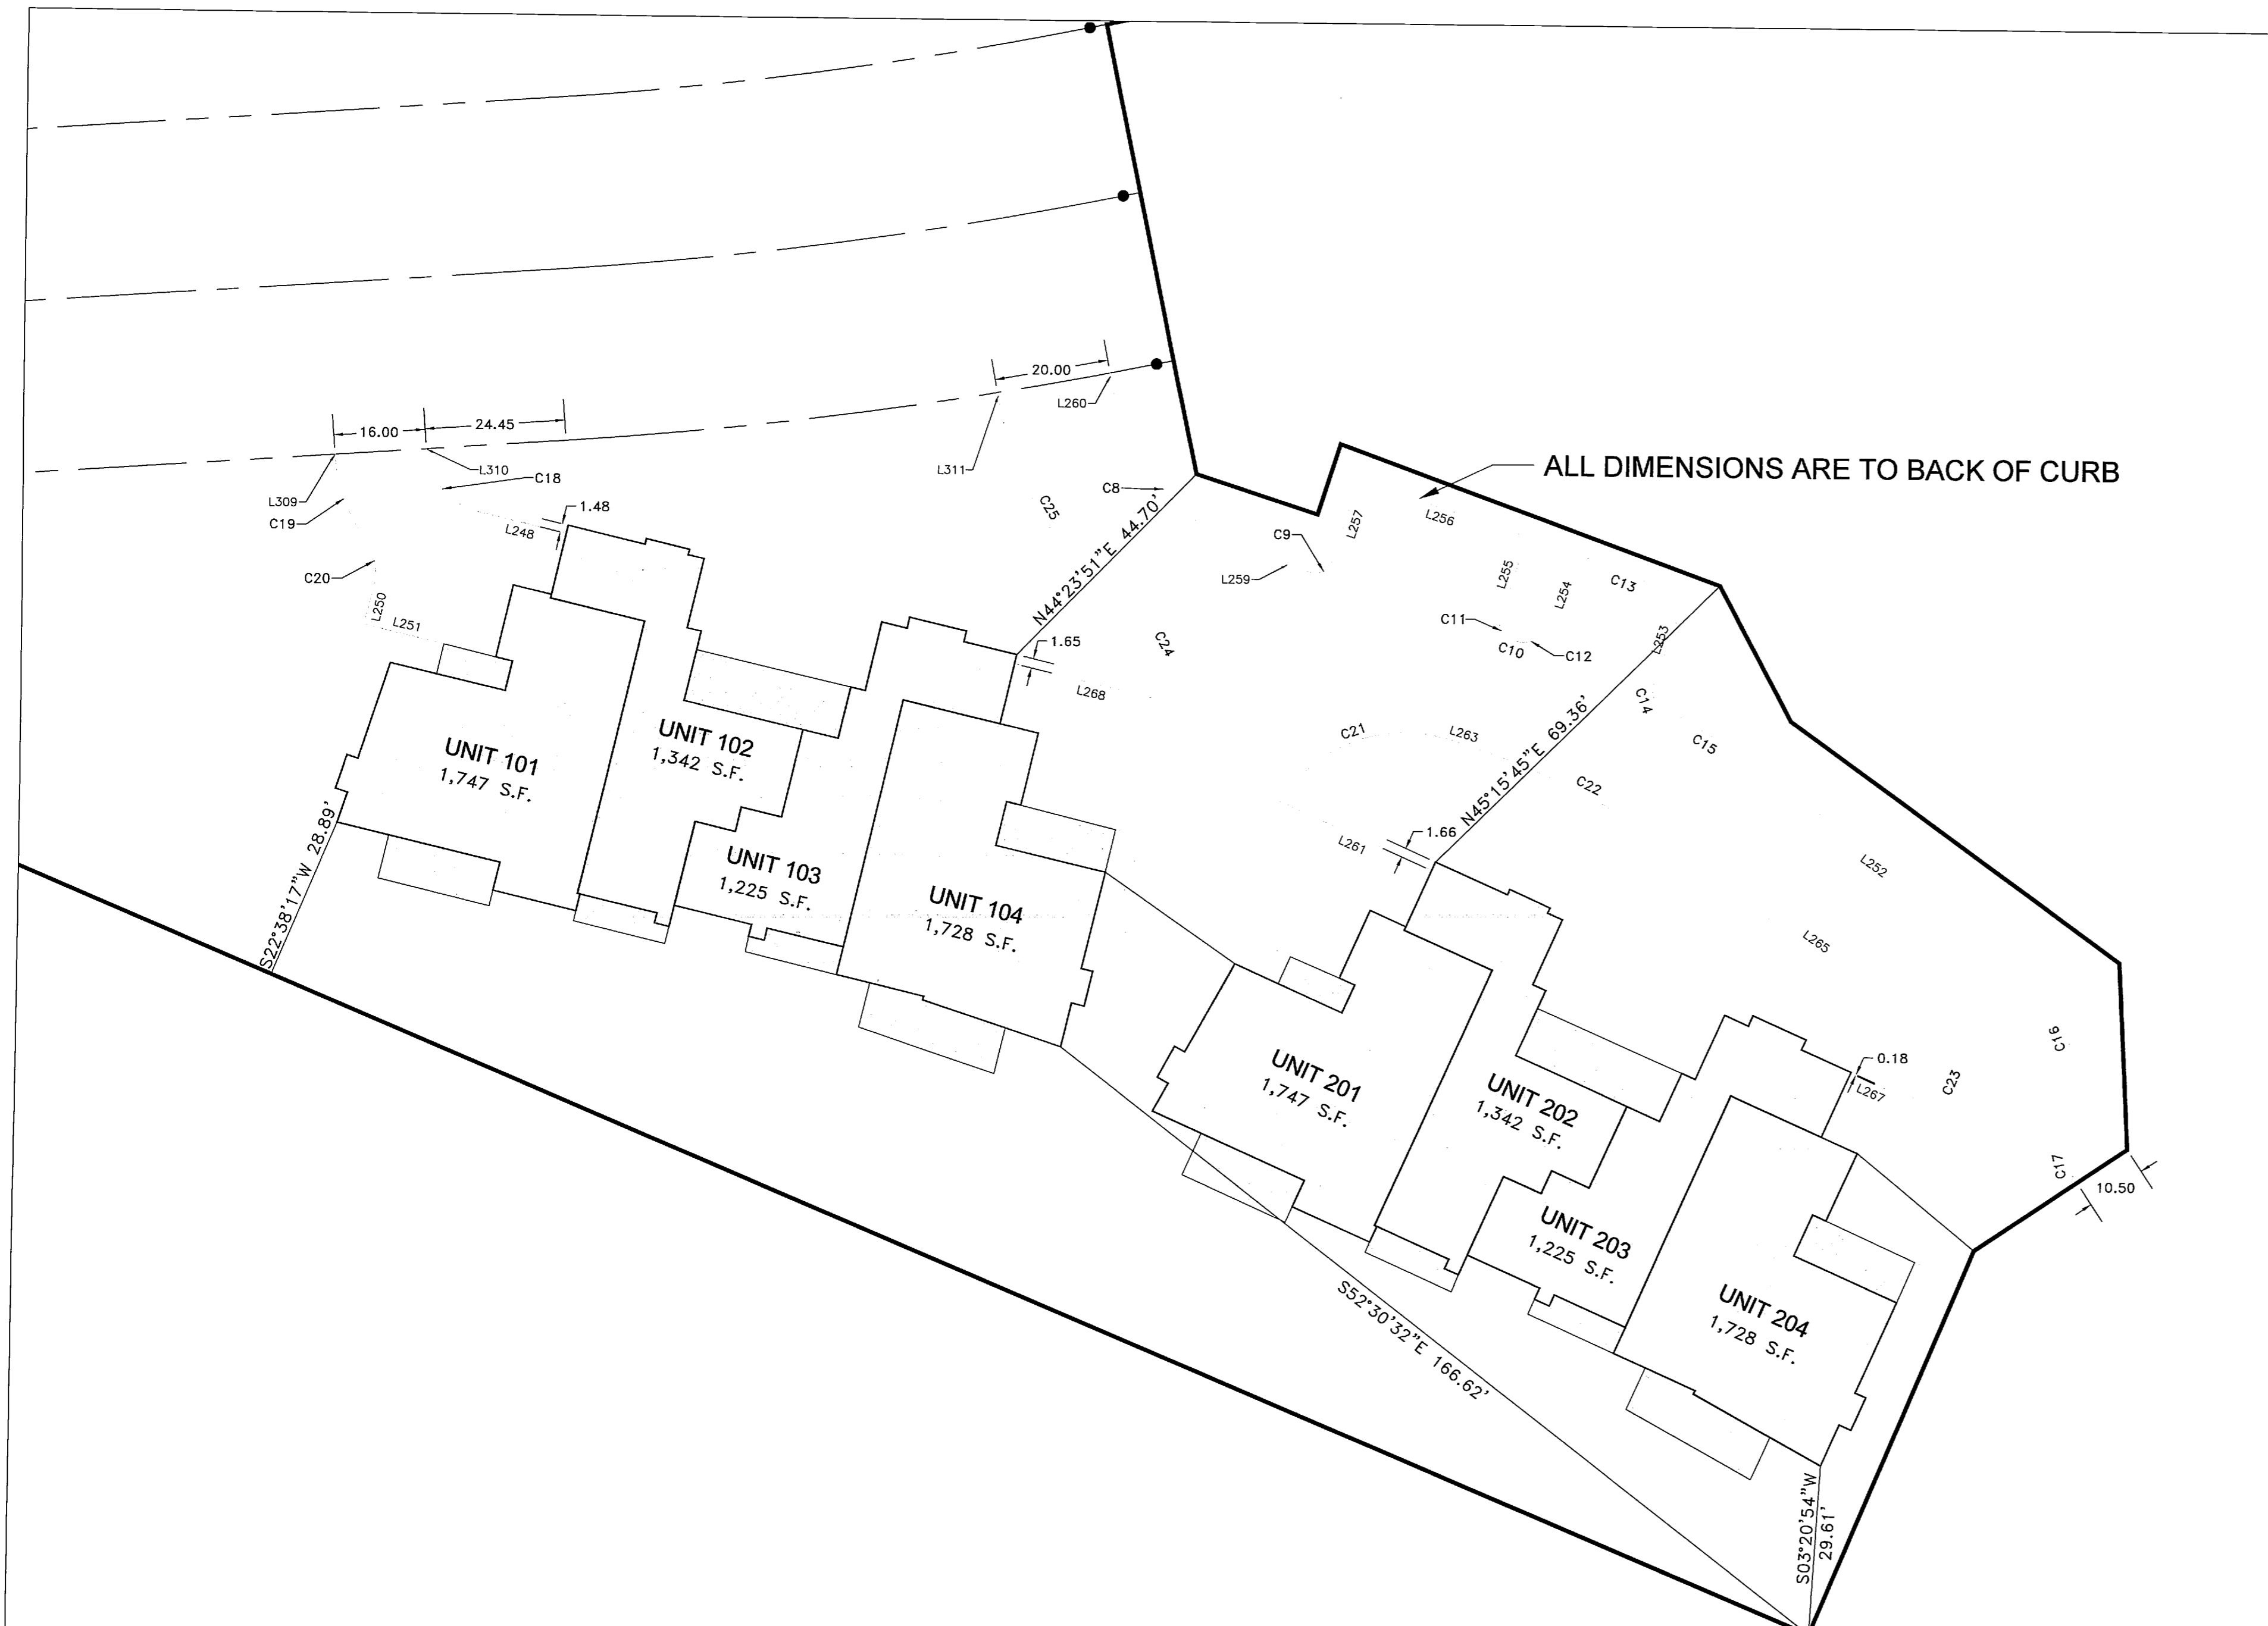 20.00
L260
16.00
24.45
L310
C18
L311
L309
C19
1.48
L248
C8
C25
N44°23'51"E 44.70'
ALL DIMENSIONS ARE TO BACK OF CURB
C9
L257
L256
L259
L255
L254
C13
C20
L250
L251
C11
C10
C12
L253
1.65
C24
L268
C14
C15
C21
L263
C22
N45°15'45"E 69.36'
UNIT 101
1,747 S.F.
UNIT 102
1,342 S.F.
UNIT 103
1,225 S.F.
UNIT 104
1,728 S.F.
S22°38'17"W 28.89'
L261
1.66
L252
L265
C16
0.18
L267
C23
C17
10.50
UNIT 201
1,747 S.F.
UNIT 202
1,342 S.F.
UNIT 203
1,225 S.F.
UNIT 204
1,728 S.F.
S52°30'32"E 166.62'
S03°20'54"W
29.61'